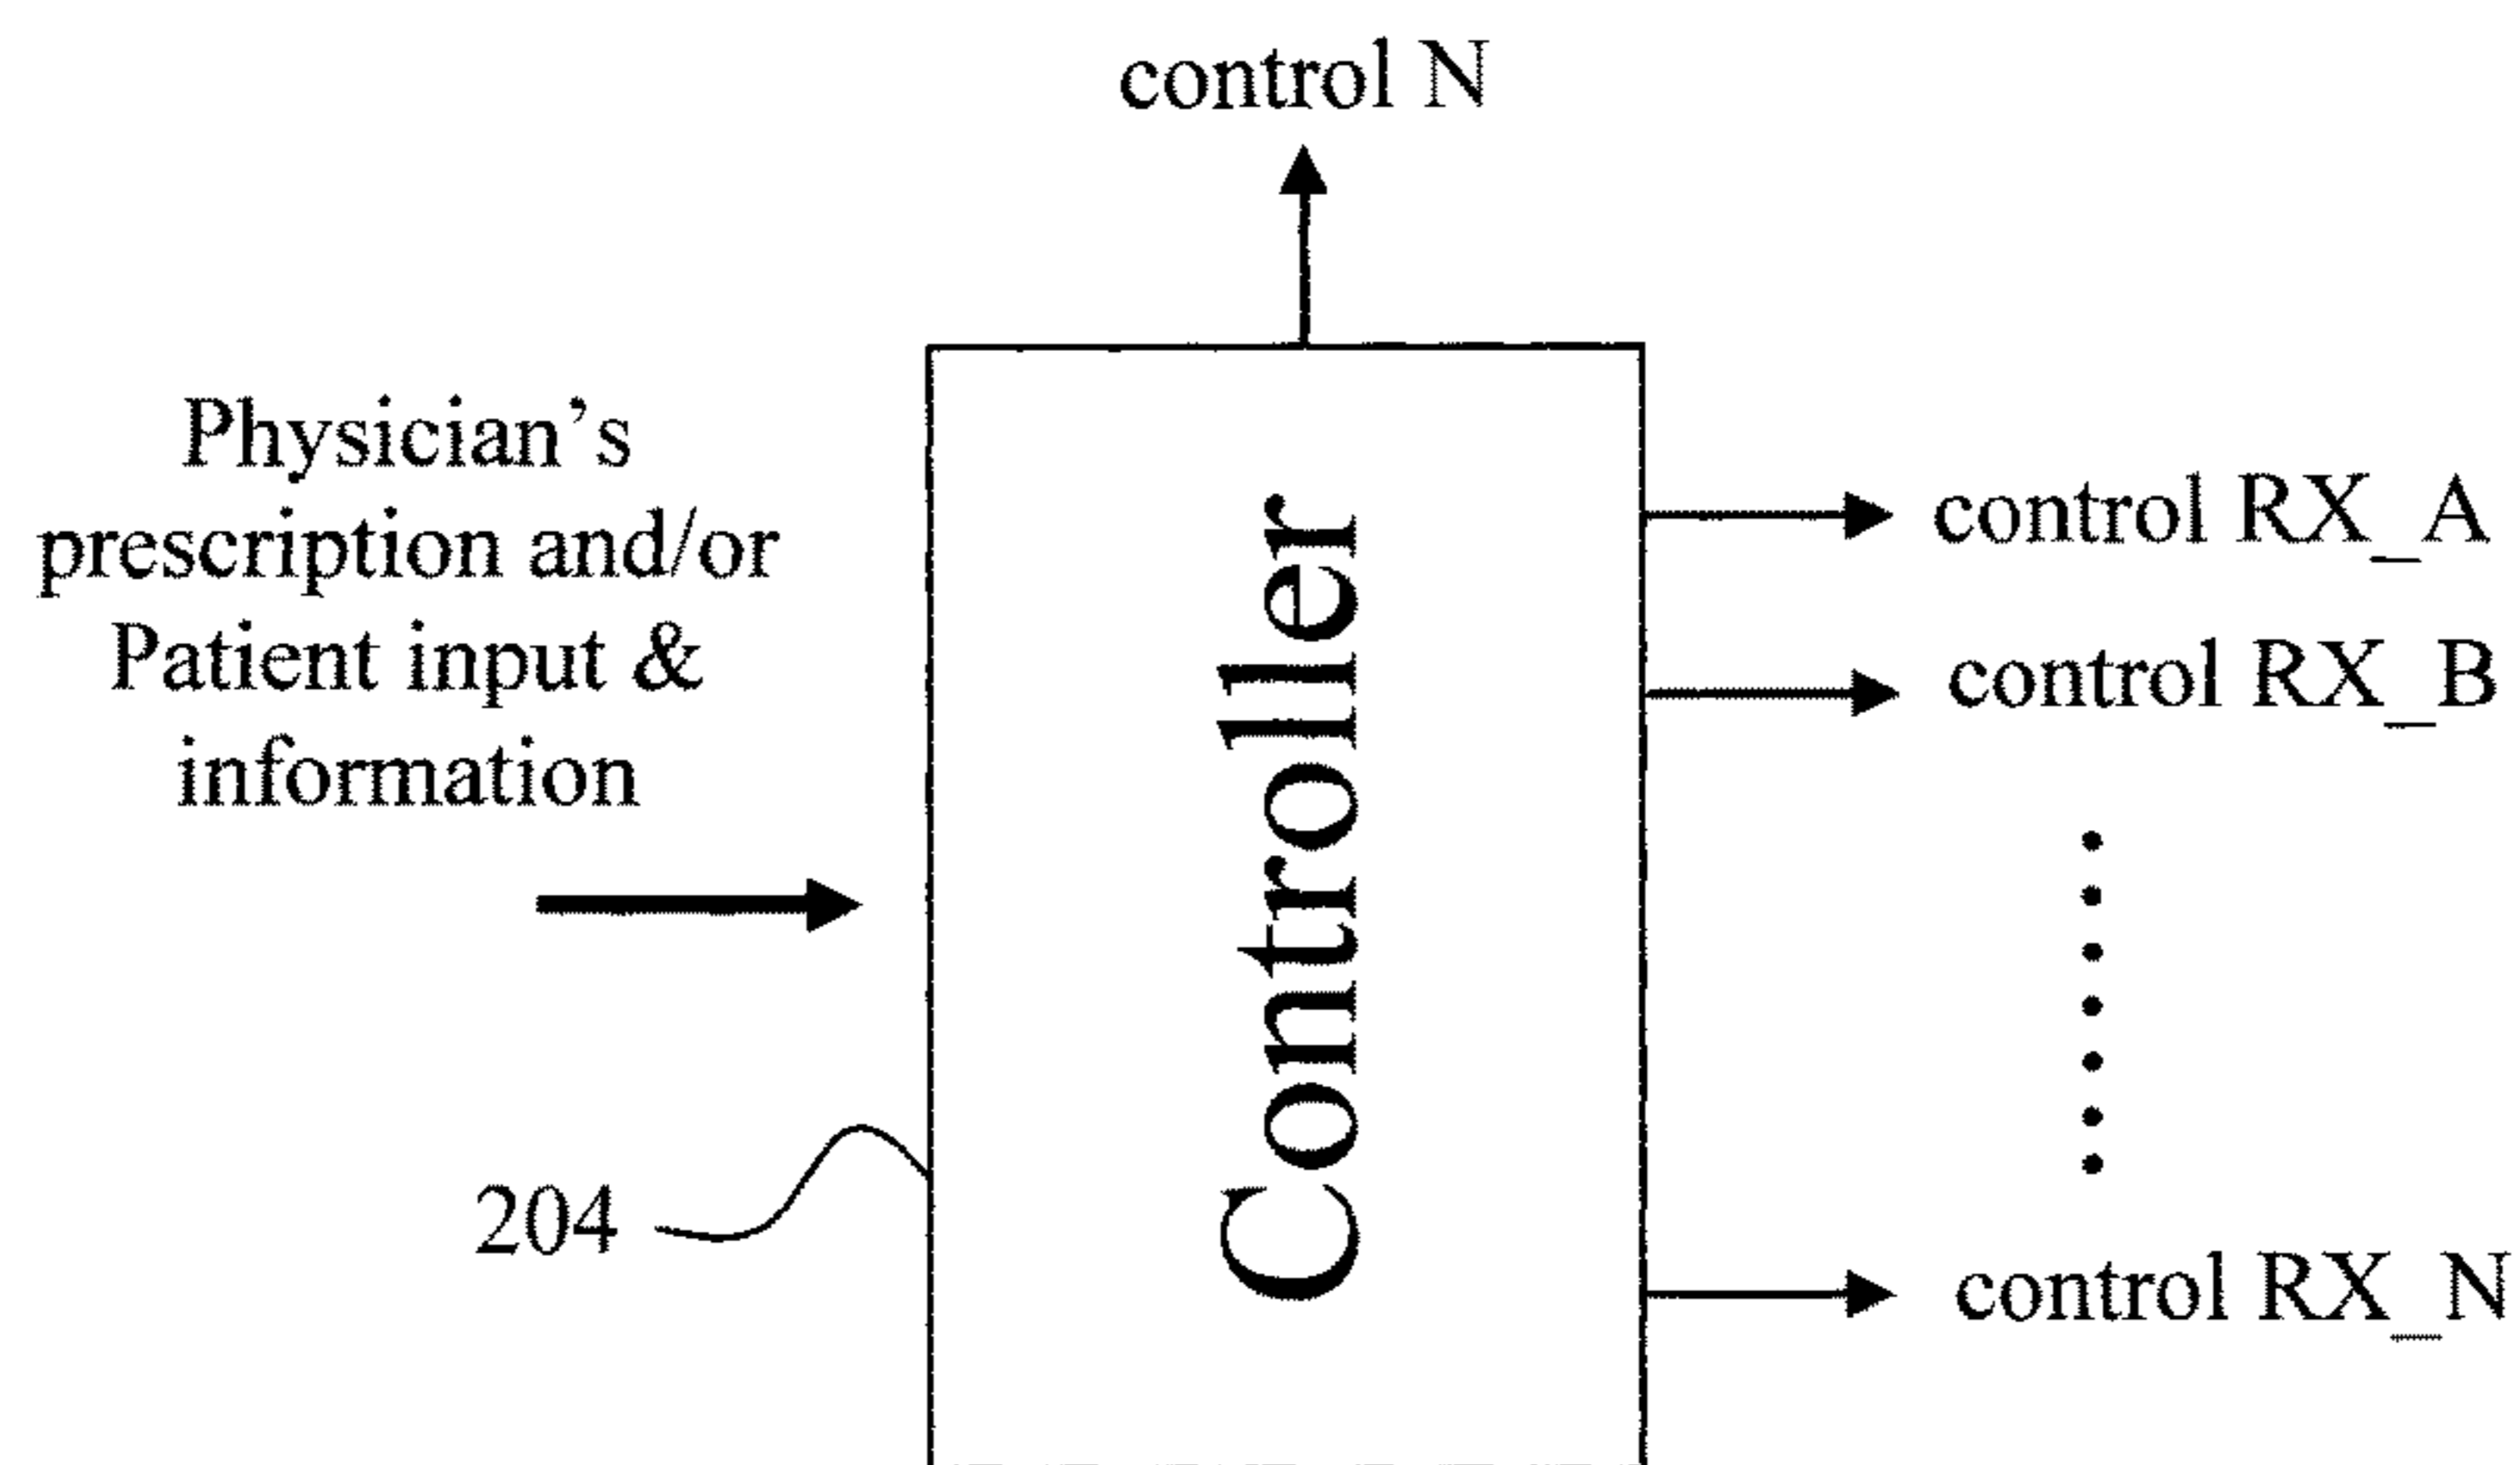 control N
Physician’s
prescription and/or
Patient input &
information
204
Controller
control RX_A
control RX_B
control RX_N